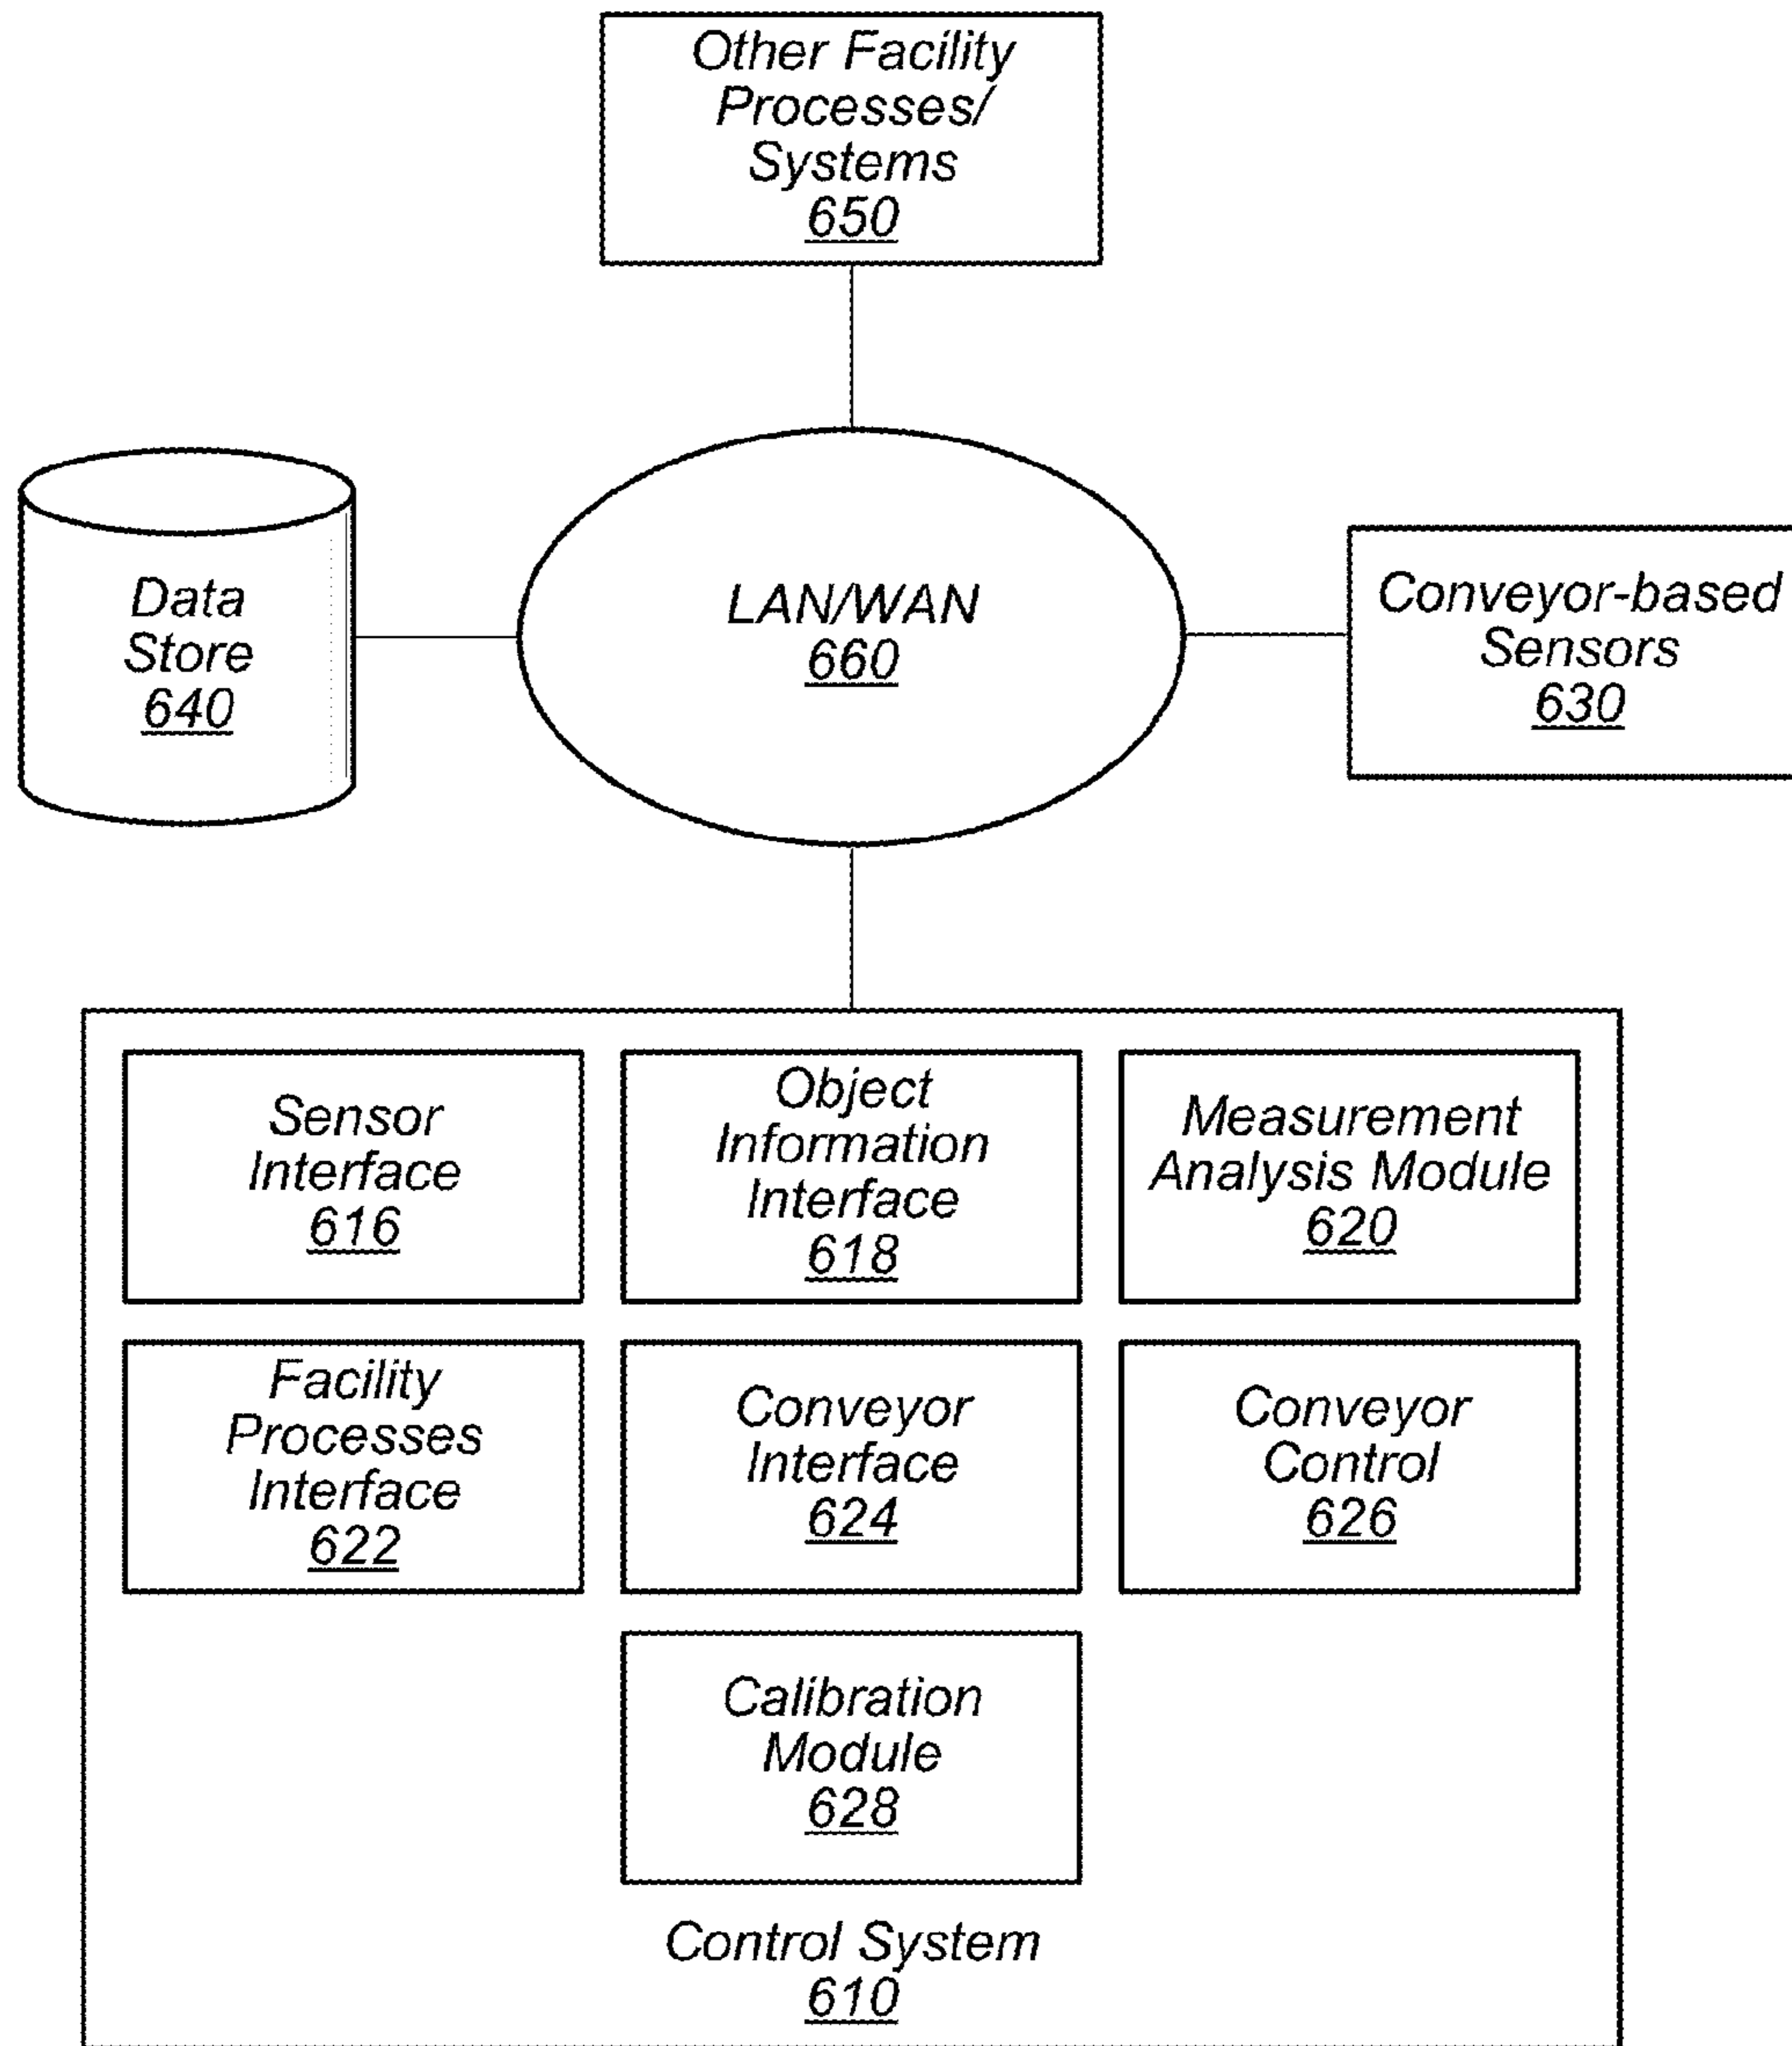 Other Facility
Processes/
Systems
650
Data
Store
640
LAN/WAN
660
Conveyor-based
Sensors
630
Sensor
Interface
616
Object
Information
Interface
618
Measurement
Analysis Module
620
Facility
Processes
Interface
622
Conveyor
Interface
624
Conveyor
Control
626
Calibration
Module
628
Control System
610